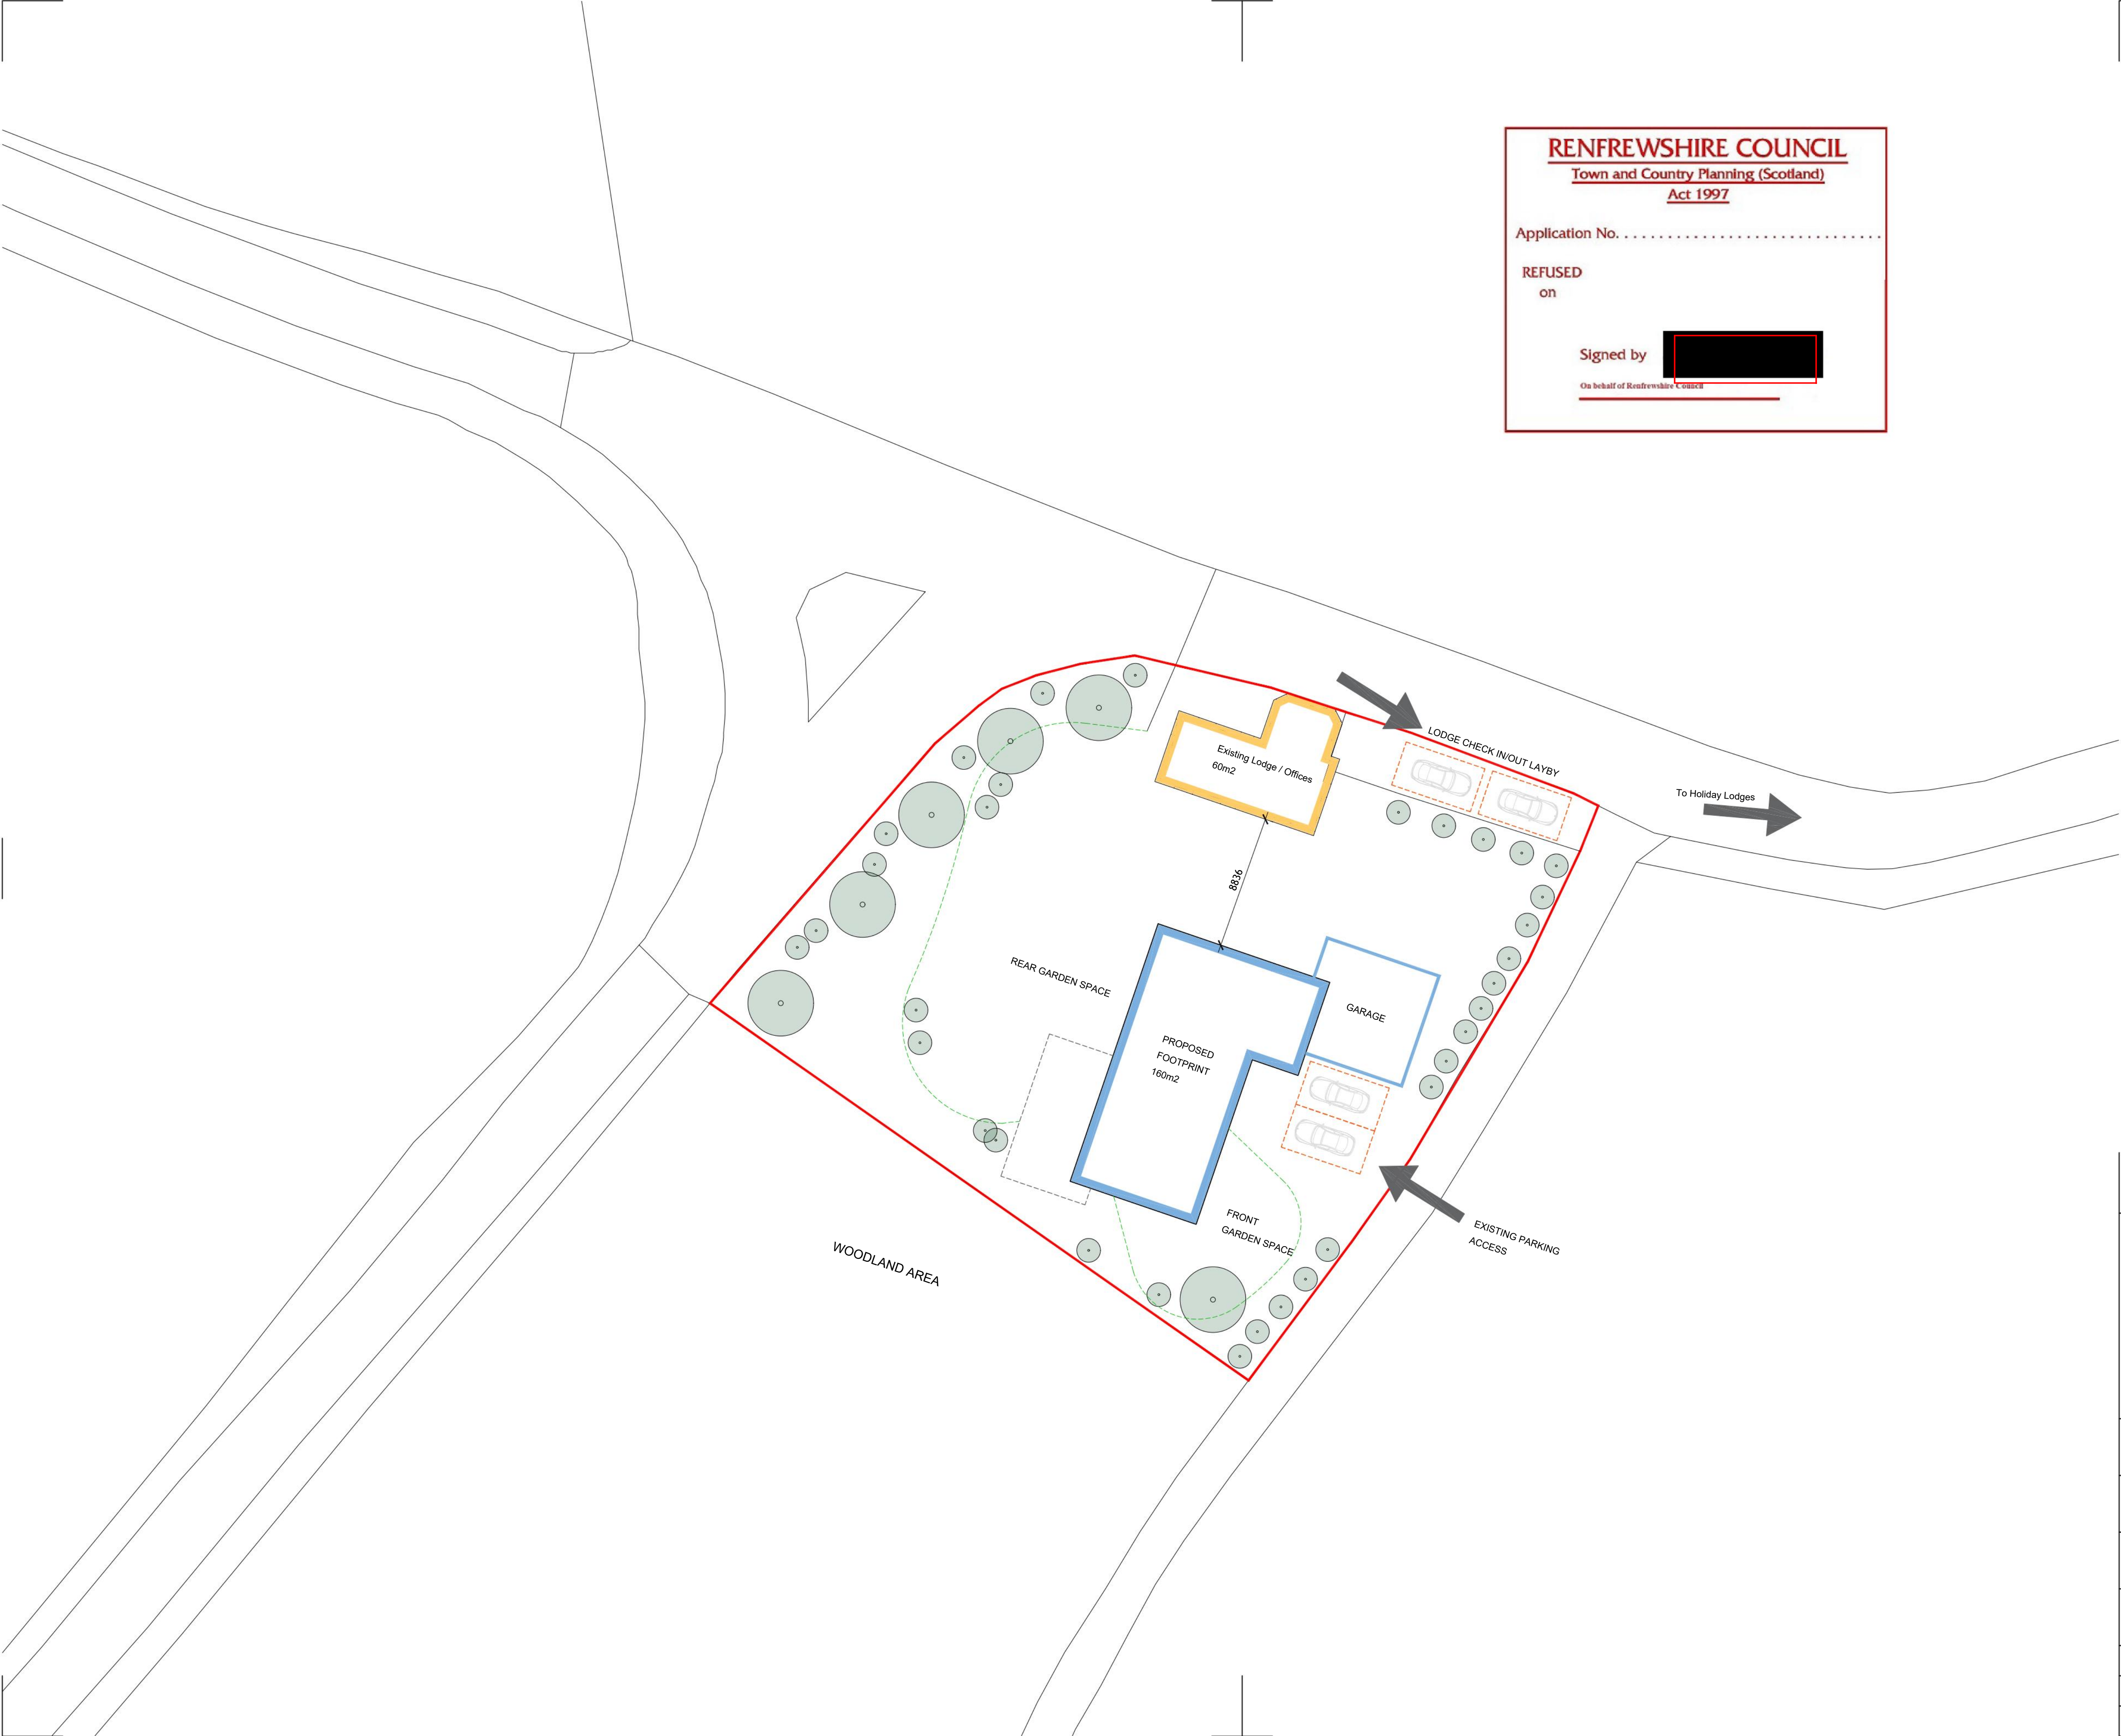 RENFREWSHIRE COUNCIL
Town and Country Planning (Scotland)
Act 1997
Application No. . . . . . . . . . . . . . . . . . . . . . . . . . . . . . . .
REFUSED
on
Signed by
On behalf of Renfrewshire Council
LODGE CHECK IN/OUT LAYBY
Existing Lodge / Offices
60m2
To Holiday Lodges
8836
REAR GARDEN SPACE
GARAGE
PROPOSED
FOOTPRINT
160m2
FRONT
GARDEN SPACE
EXISTING PARKING
ACCESS
WOODLAND AREA